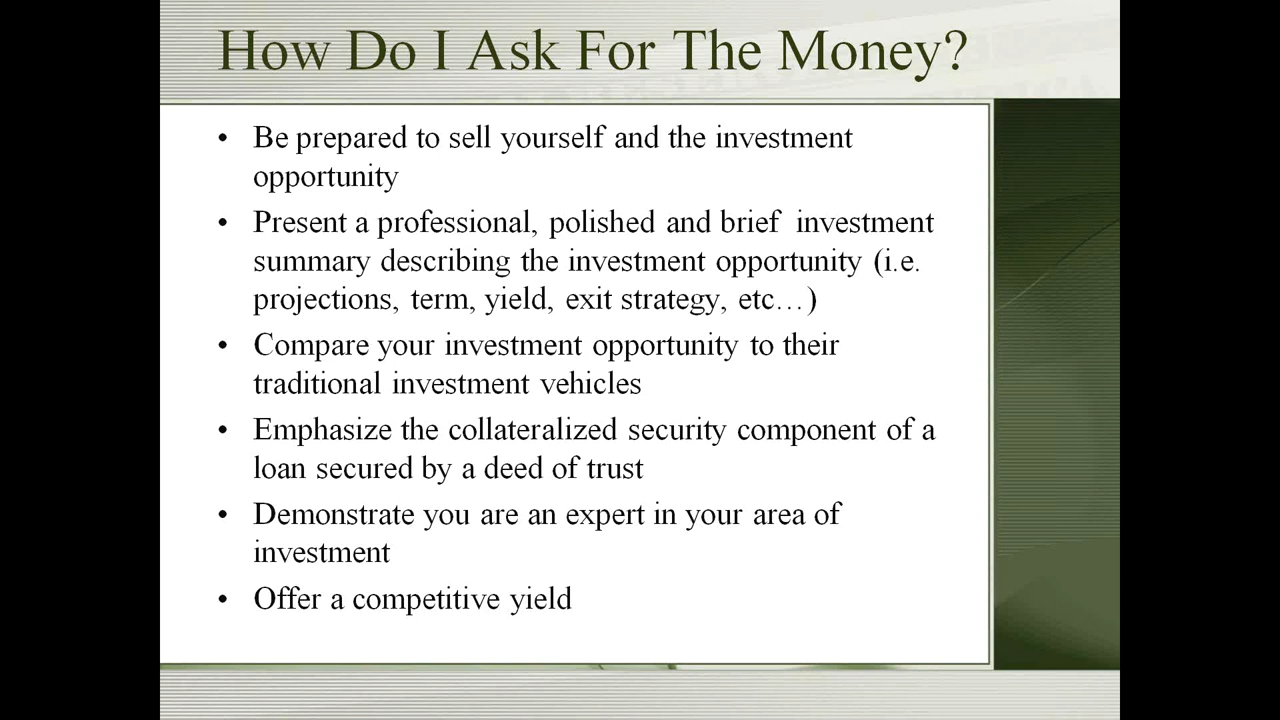 How Do I Ask For The Money?
• Be prepared to sell yourself and the investment
opportunity
• Present a professional, polished and brief  investment
summary describing the investment opportunity (i.e.
projections, term, yield, exit strategy, etc…)
• Compare your investment opportunity to their
traditional investment vehicles
• Emphasize the collateralized security component of a
loan secured by a deed of trust
• Demonstrate you are an expert in your area of
investment
• Offer a competitive yield